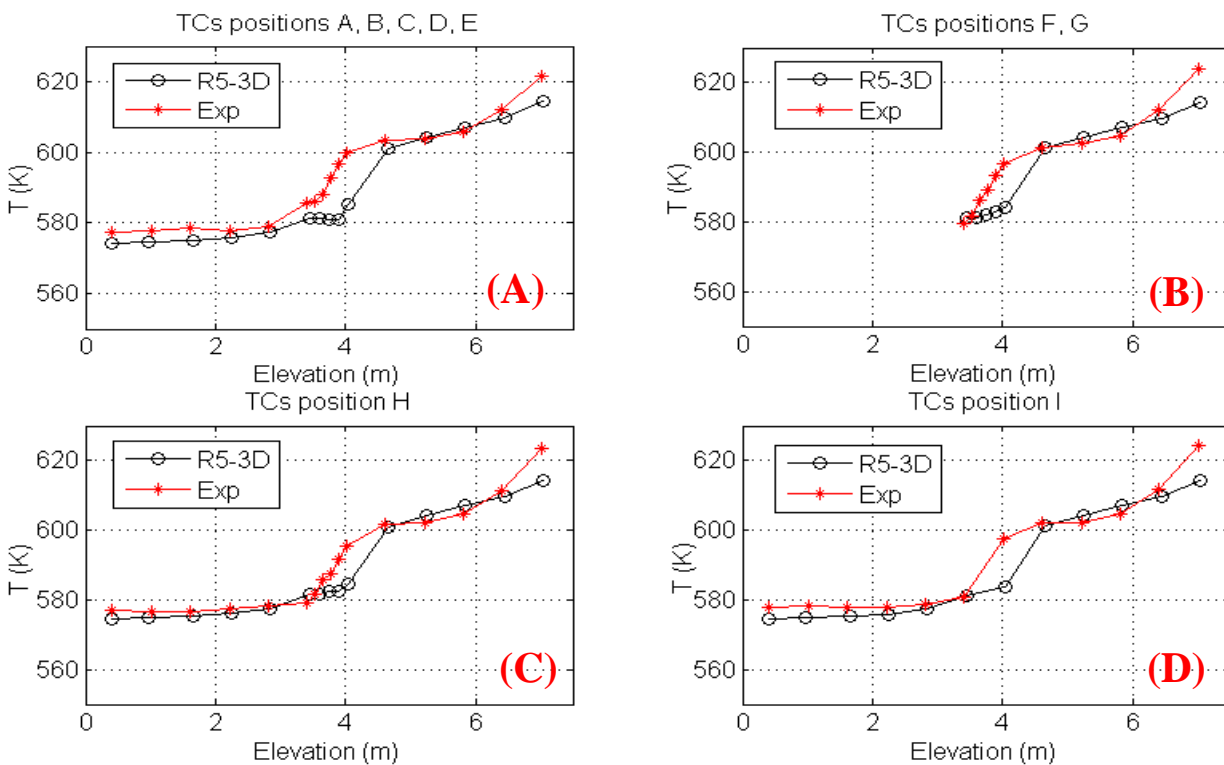 TCs positions A, B, C, D, E
T (K)
620
600
580
560
R5-3D
Exp
(A)
0 2 4 6
Elevation (m)
TCs positions F, G
T (K)
620
600
580
560
R5-3D
Exp
(B)
0 2 4 6
Elevation (m)
TCs position H
T (K)
620
600
580
560
R5-3D
Exp
(C)
0 2 4 6
Elevation (m)
TCs position I
T (K)
620
600
580
560
R5-3D
Exp
(D)
0 2 4 6
Elevation (m)